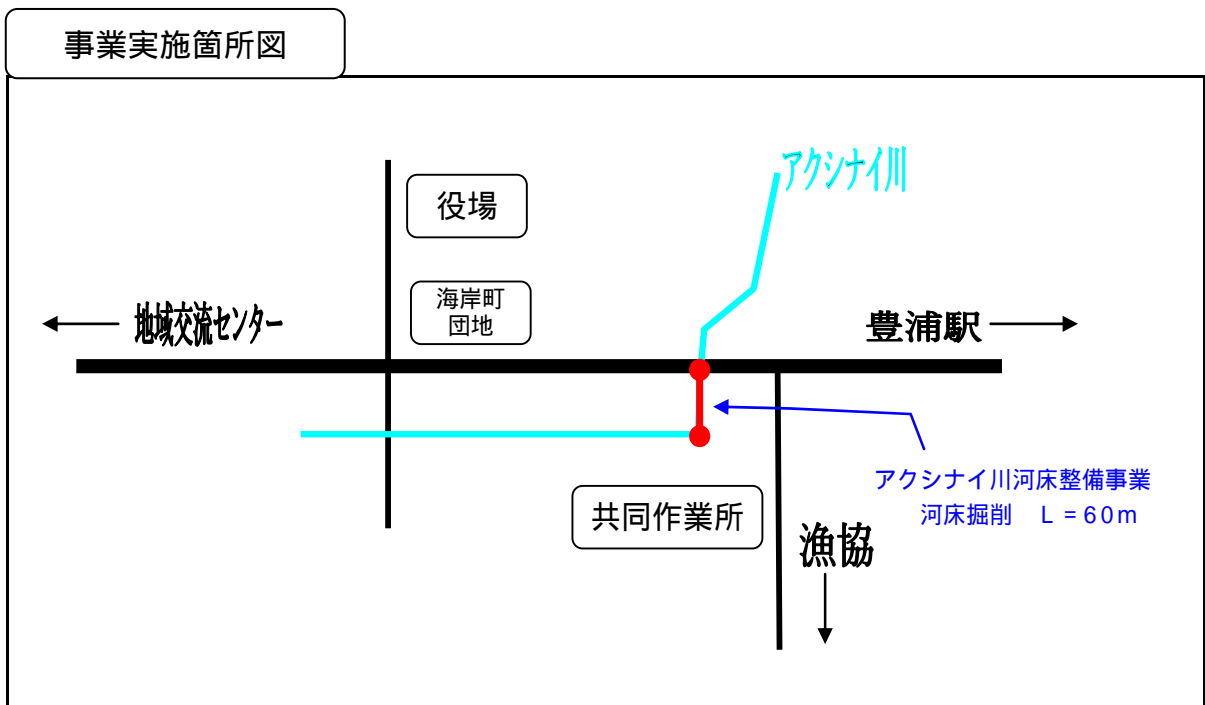 事業実施箇所図
アクシナイ川
役場
海岸町
団地
地域交流センター
豊浦駅
アクシナイ川河床整備事業
河床掘削 L=60m
共同作業所
漁協